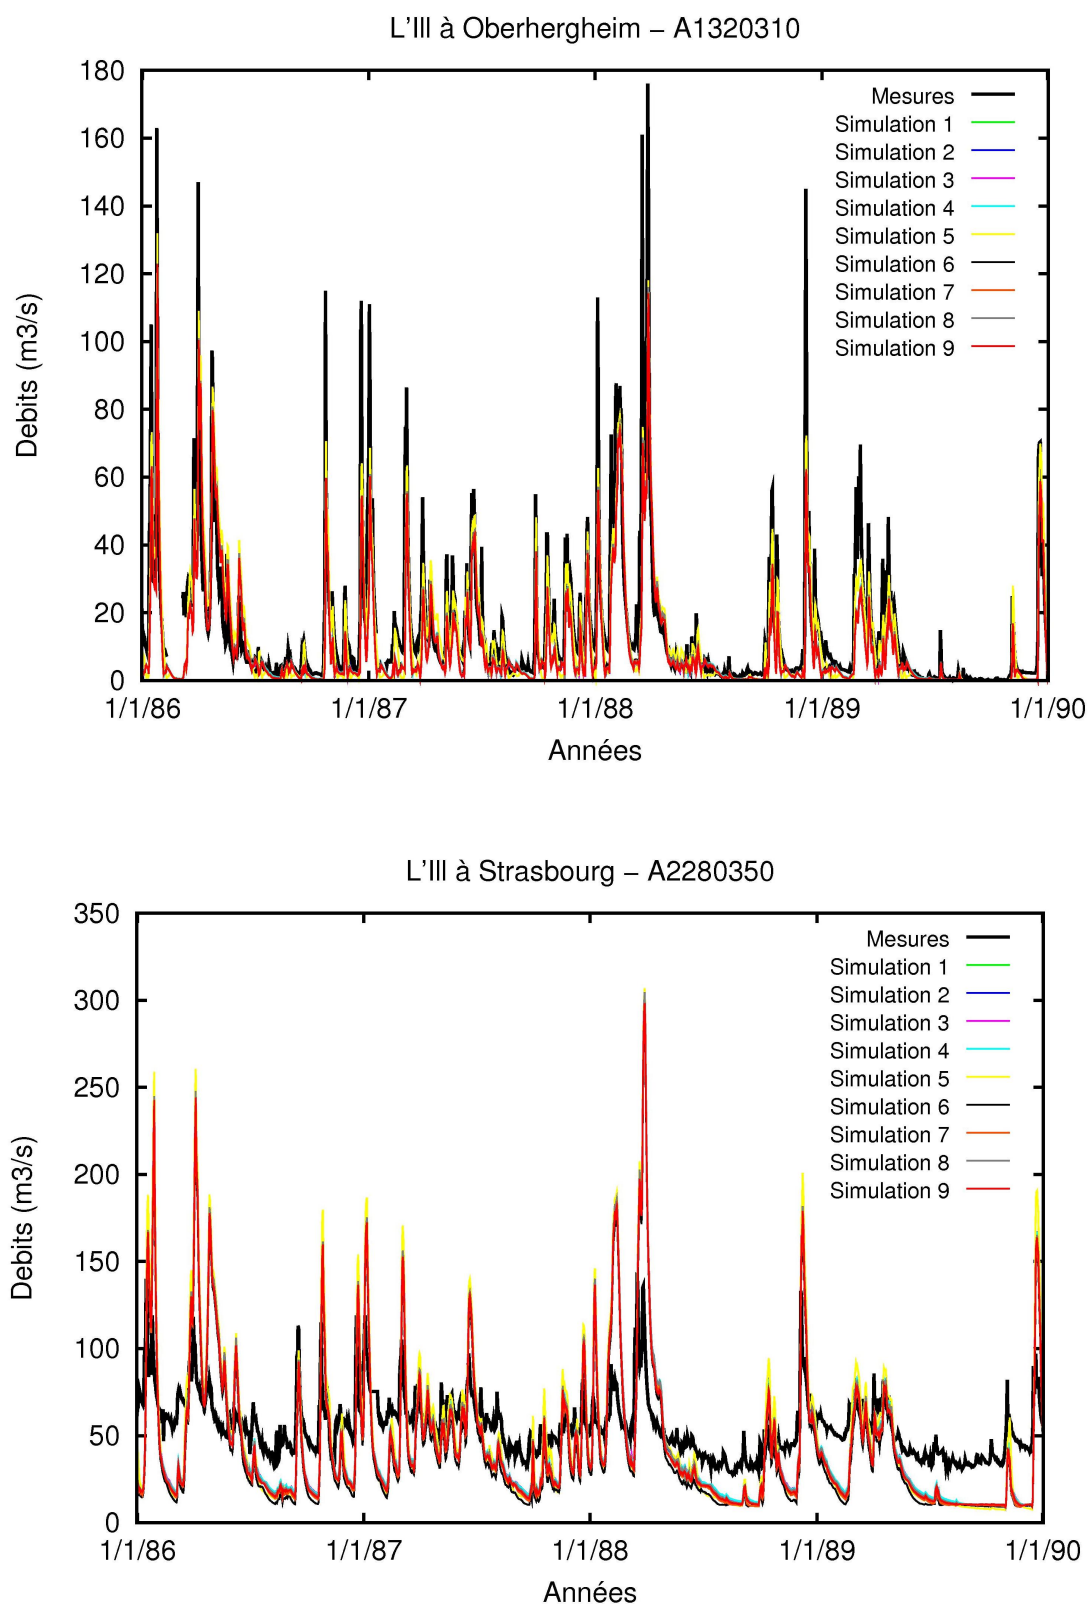 L'Ill à Oberhergheim – A1320310
180
160
140
120
100
80
60
40
20
0
Debits (m3/s)
Mesures
Simulation 1
Simulation 2
Simulation 3
Simulation 4
Simulation 5
Simulation 6
Simulation 7
Simulation 8
Simulation 9
1/1/86 1/1/87 1/1/88 1/1/89 1/1/90
Années
L'Ill à Strasbourg – A2280350
350
300
250
200
150
100
50
0
Debits (m3/s)
Mesures
Simulation 1
Simulation 2
Simulation 3
Simulation 4
Simulation 5
Simulation 6
Simulation 7
Simulation 8
Simulation 9
1/1/86 1/1/87 1/1/88 1/1/89 1/1/90
Années